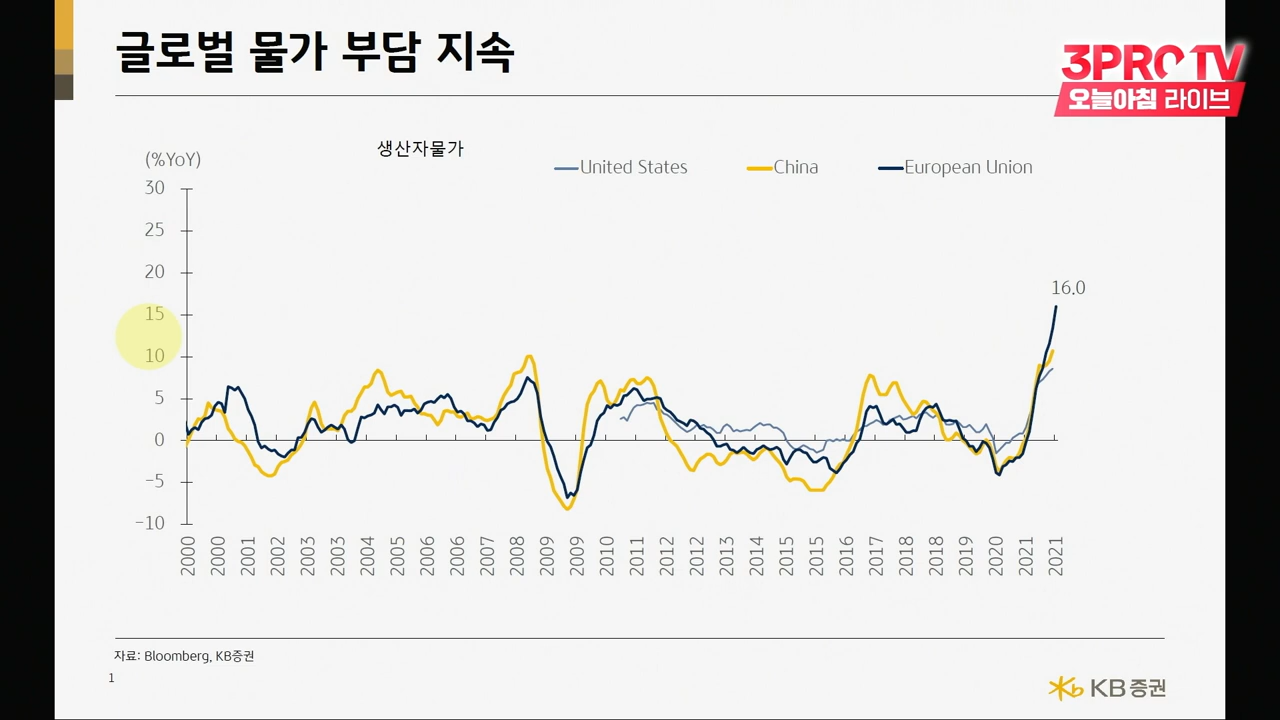 글로벌 물가 부담 지속
3PROTV
오늘아침 라이브
생산자물가
(%YoY)
United States China European Union
30
25
20
15
10
5
0
-5
-10
16.0
2000 2000 2001 2002 2003 2003 2004 2005 2006 2006 2007 2008 2009 2009 2010 2011 2012 2012 2013 2014 2015 2015 2016 2017 2018 2018 2019 2020 2021 2021
자료: Bloomberg, KB증권
1
KB증권